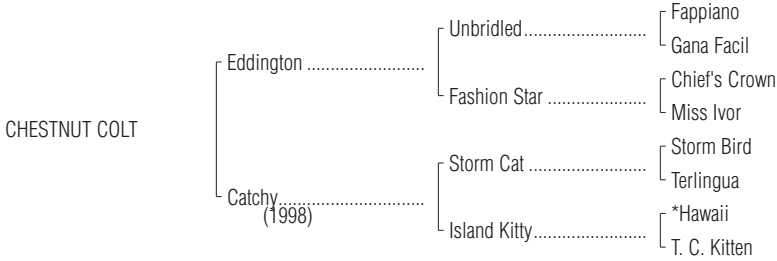 Fappiano
Unbridled........................
Gana Facil
Eddington ........................
Chief's Crown
Fashion Star ....................
Miss Ivor
CHESTNUT COLT
Storm Bird
Storm Cat ........................
Terlingua
Catchy..............................
(1998)
*Hawaii
Island Kitty.......................
T. C. Kitten